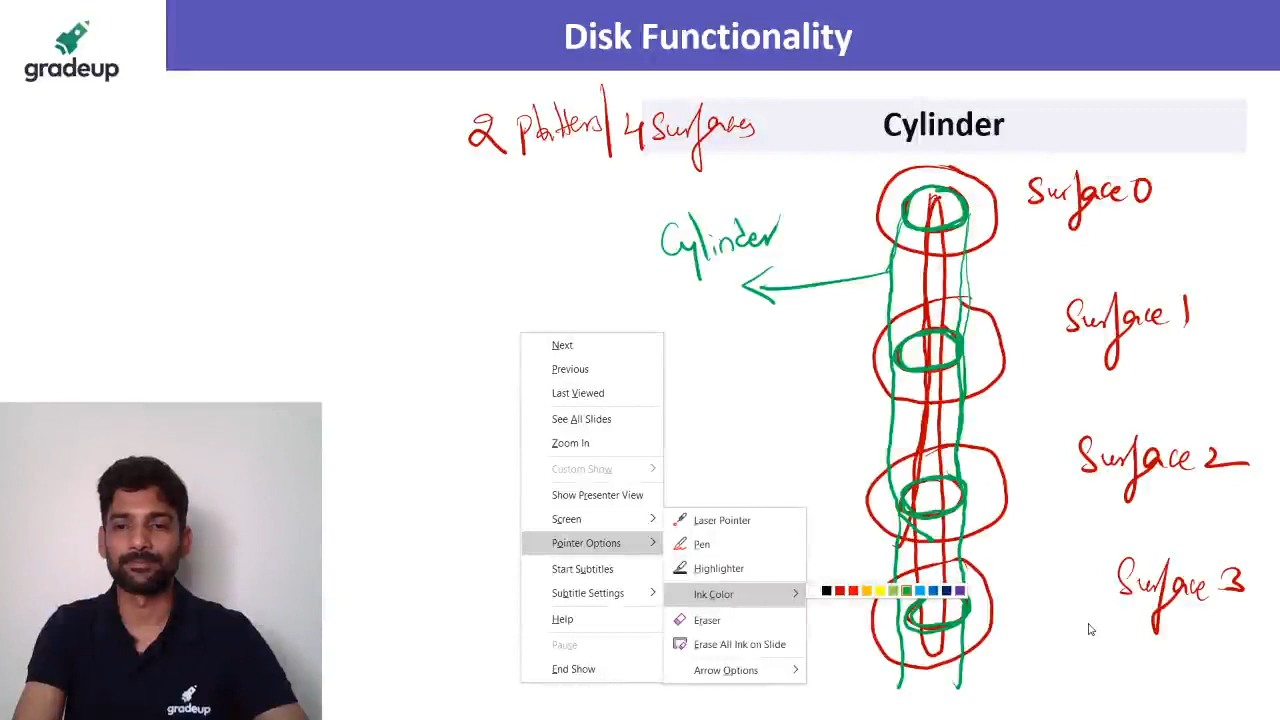 Disk Functionality
gradeup
2 Platters / 4 Surfaces
Cylinder
Surface 0
Cylinder
Surface 1
Next
Previous
Last Viewed
See All Slides
Zoom In
Custom Show
Show Presenter View
Screen
Pointer Options
Start Subtitles
Subtitle Settings
Help
Pause
End Show
Laser Pointer
Pen
Highlighter
Ink Color
Eraser
Erase All Ink on Slide
Arrow Options
Surface 2
Surface 3
gradeup